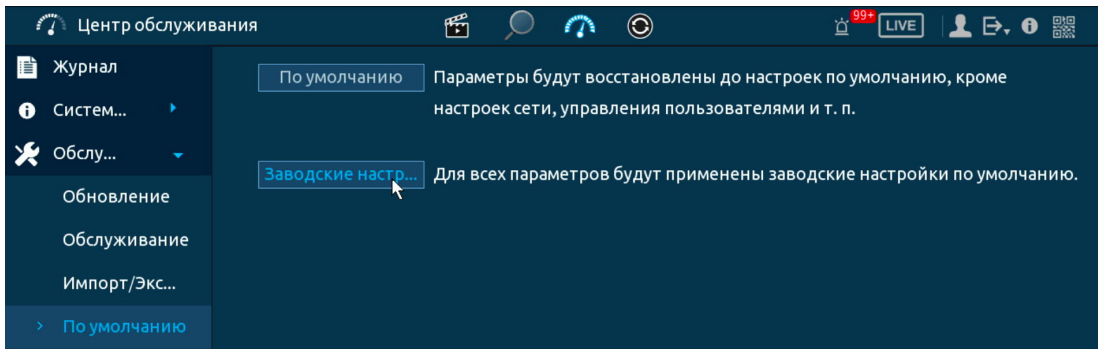 Центр обслуживания
99+
LIVE
Журнал
Систем...
Обслу...
Обновление
Обслуживание
Импорт/Экс...
По умолчанию
По умолчанию
Параметры будут восстановлены до настроек по умолчанию, кроме
настроек сети, управления пользователями и т. п.
Заводские настр...
Для всех параметров будут применены заводские настройки по умолчанию.